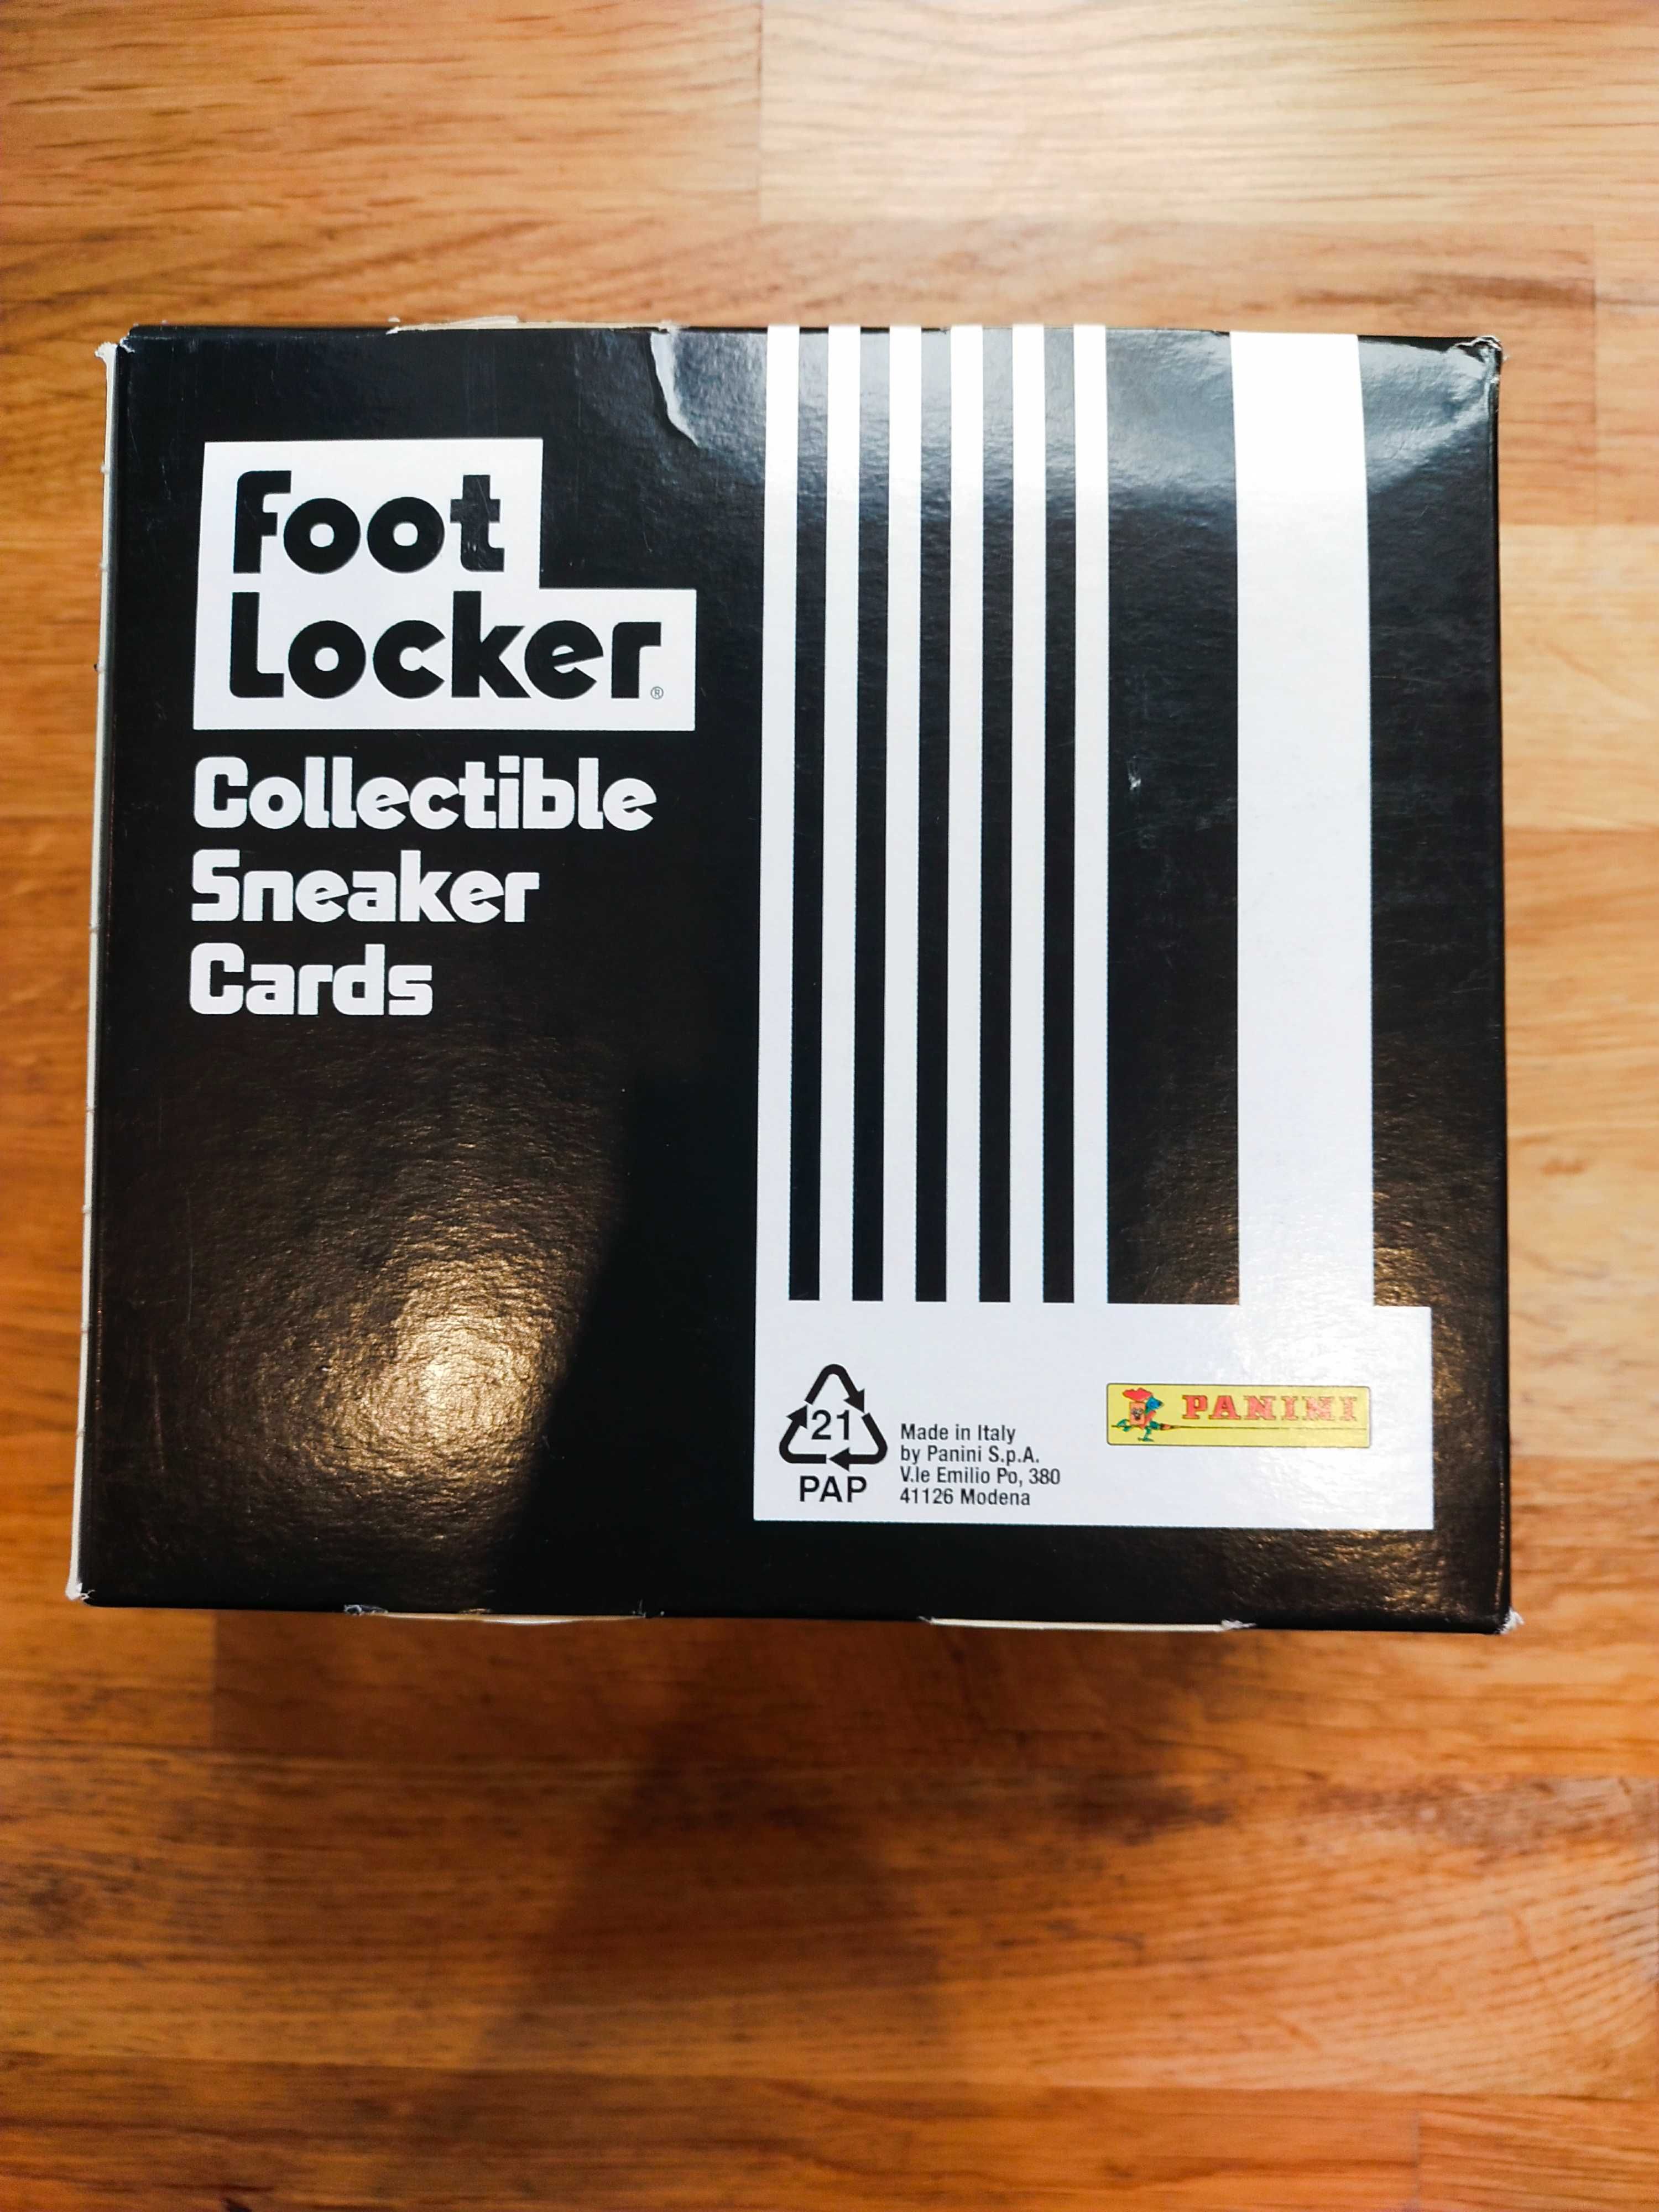 Foot
Locker®
Collectible
Sneaker
Cards
21
PAP
Made in Italy
by Panini S.p.A.
V.le Emilio Po, 380
41126 Modena
PANINI